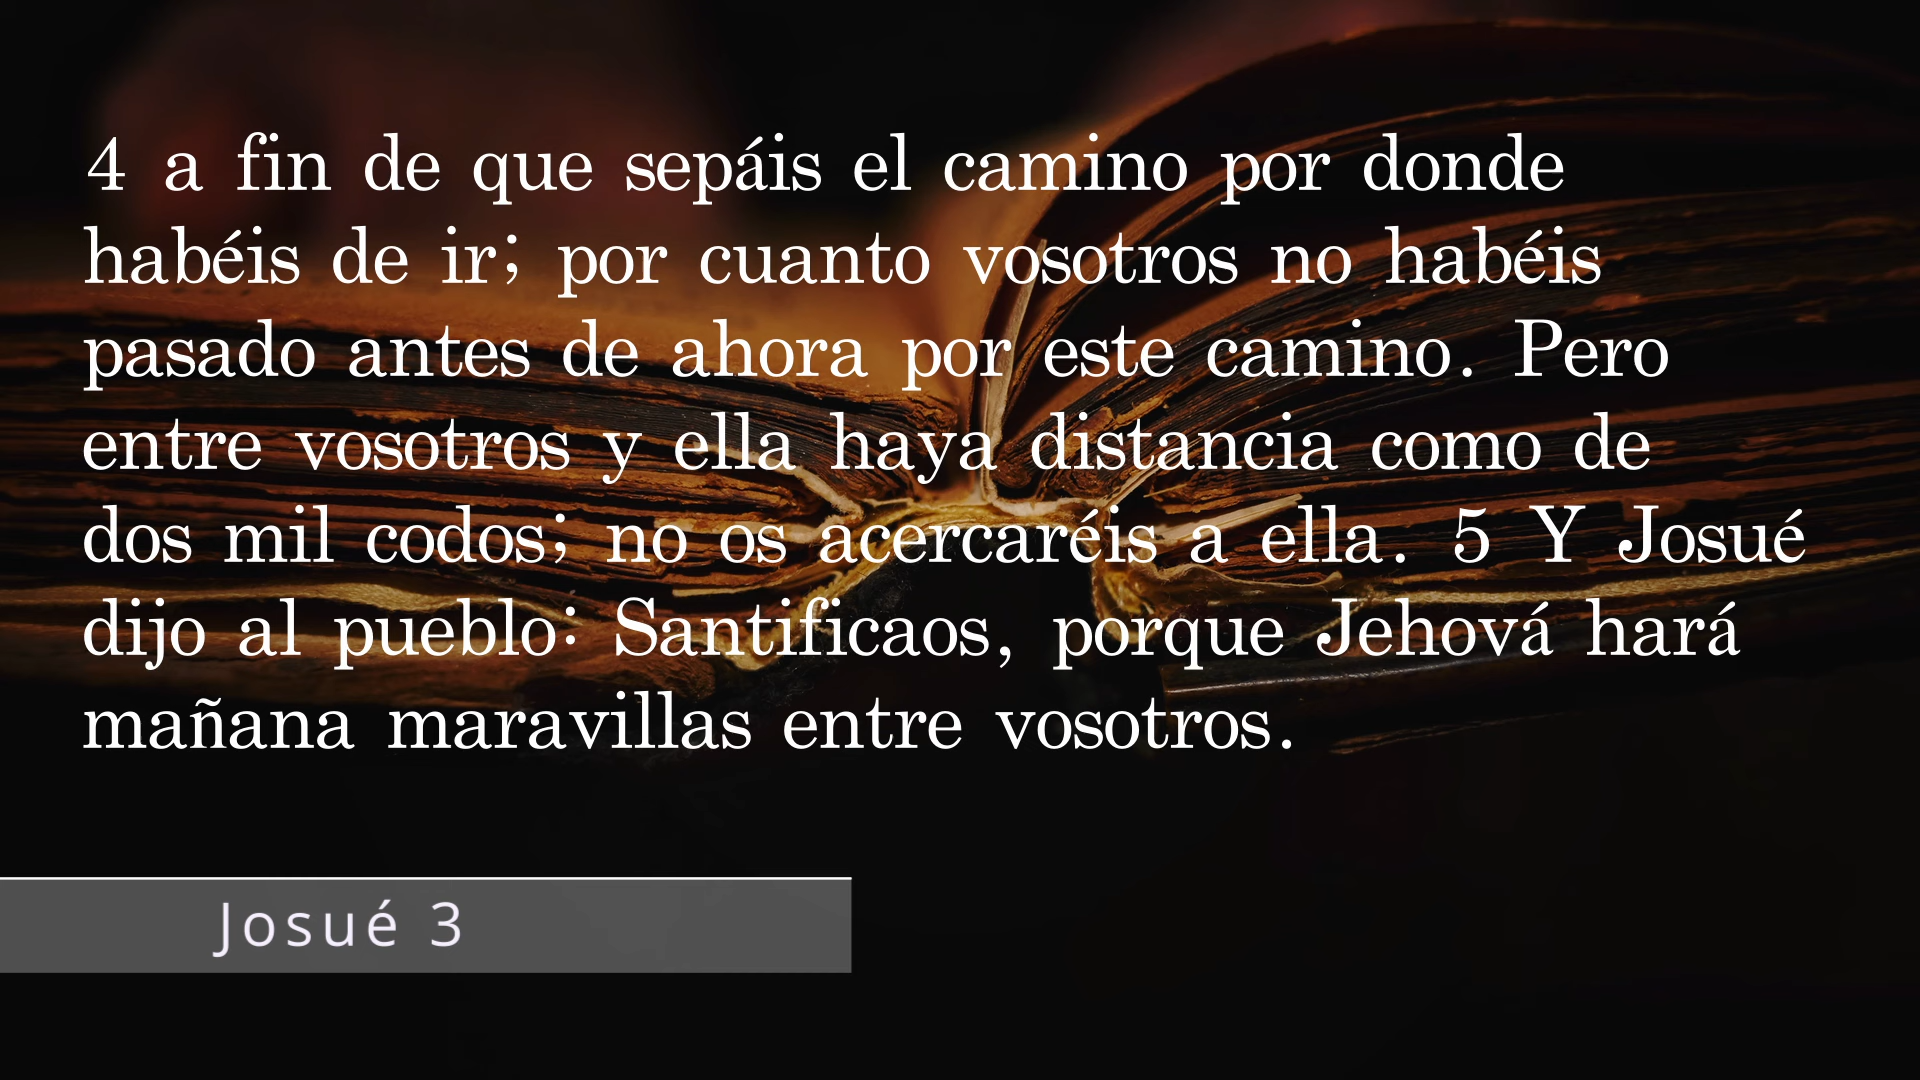 4 a fin de que sepáis el camino por donde
habéis de ir; por cuanto vosotros no habéis
pasado antes de ahora por este camino. Pero
entre vosotros y ella haya distancia como de
dos mil codos; no os acercaréis a ella. 5 Y Josué
dijo al pueblo: Santificaos, porque Jehová hará
mañana maravillas entre vosotros.
Josué 3